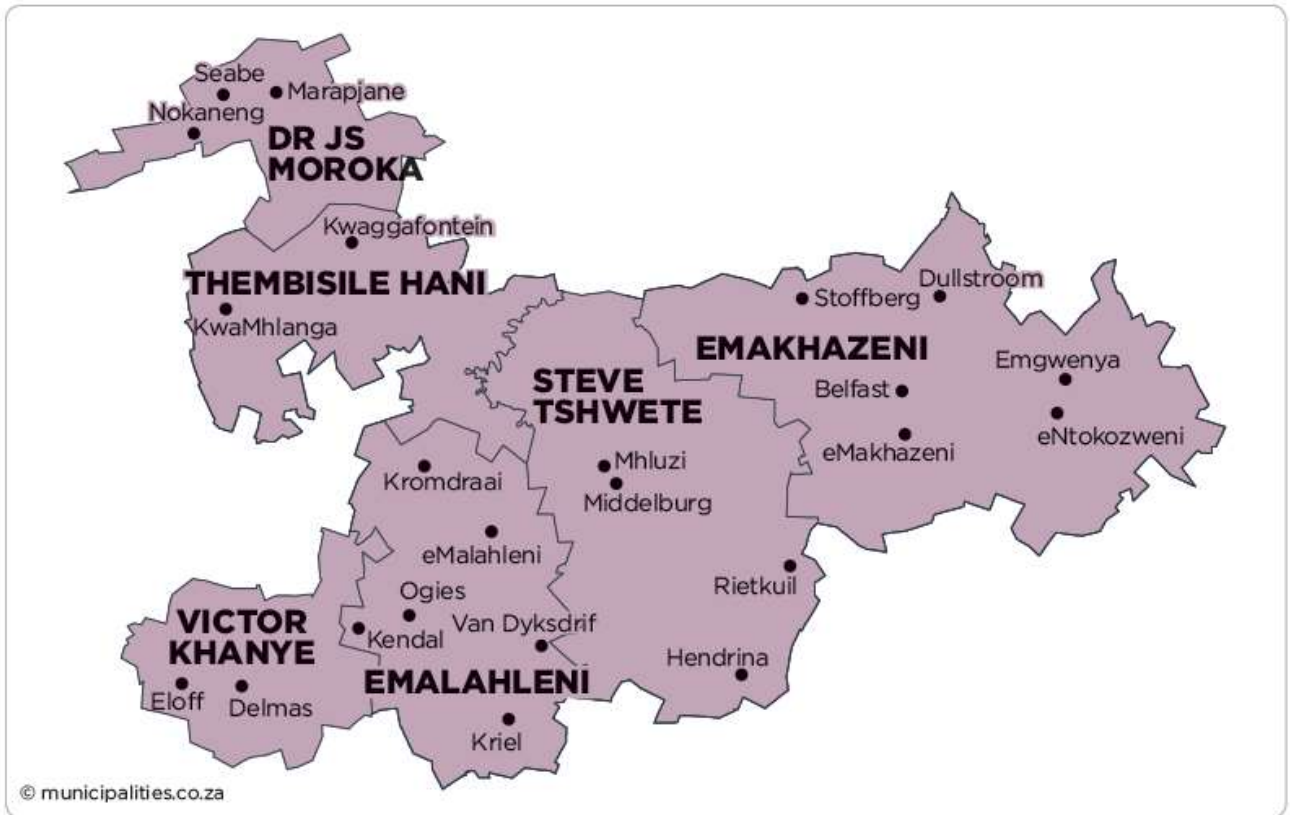 Seabe
Marapjane
Nokaneng
DR JS
MOROKA
Kwaggafontein
THEMBISILE HANI
KwaMhlanga
Dullstroom
Stoffberg
EMAKHAZENI
Emgwenya
Belfast
eNtokozweni
eMakhazeni
STEVE
TSHWETE
Mhluzi
Middelburg
Kromdraai
eMalahleni
Rietkuil
Ogies
Van Dyksdrif
Kendal
Hendrina
VICTOR
KHANYE
EMALAHLENI
Eloff
Delmas
Kriel
© municipalities.co.za